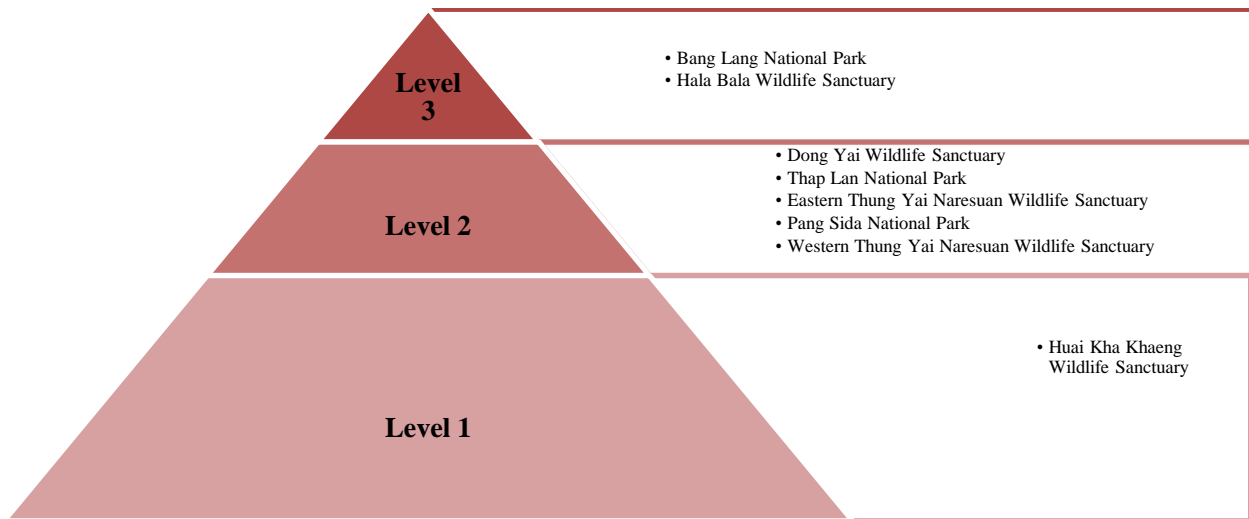 Level
3
• Bang Lang National Park
• Hala Bala Wildlife Sanctuary
Level 2
• Dong Yai Wildlife Sanctuary
• Thap Lan National Park
• Eastern Thung Yai Naresuan Wildlife Sanctuary
• Pang Sida National Park
• Western Thung Yai Naresuan Wildlife Sanctuary
Level 1
• Huai Kha Khaeng
Wildlife Sanctuary